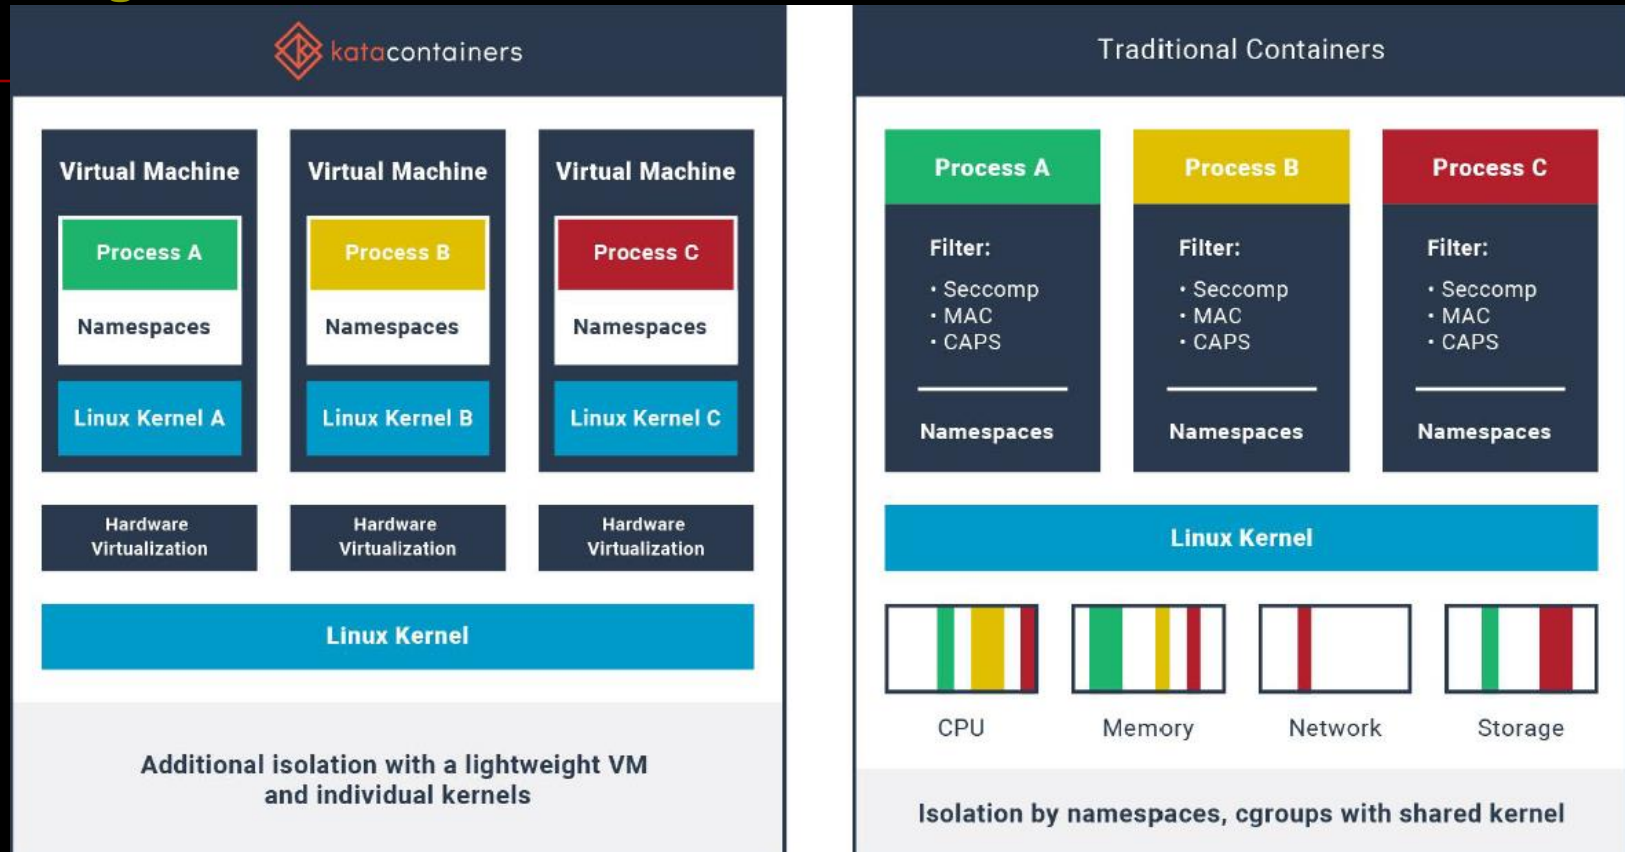 katacontainers
Virtual Machine
Process A
Namespaces
Linux Kernel A
Virtual Machine
Process B
Namespaces
Linux Kernel B
Virtual Machine
Process C
Namespaces
Linux Kernel C
Hardware
Virtualization
Hardware
Virtualization
Hardware
Virtualization
Linux Kernel
Additional isolation with a lightweight VM
and individual kernels
Traditional Containers
Process A
Filter:
• Seccomp
• MAC
• CAPS
Namespaces
Process B
Filter:
• Seccomp
• MAC
• CAPS
Namespaces
Process C
Filter:
• Seccomp
• MAC
• CAPS
Namespaces
Linux Kernel
CPU
Memory
Network
Storage
Isolation by namespaces, cgroups with shared kernel